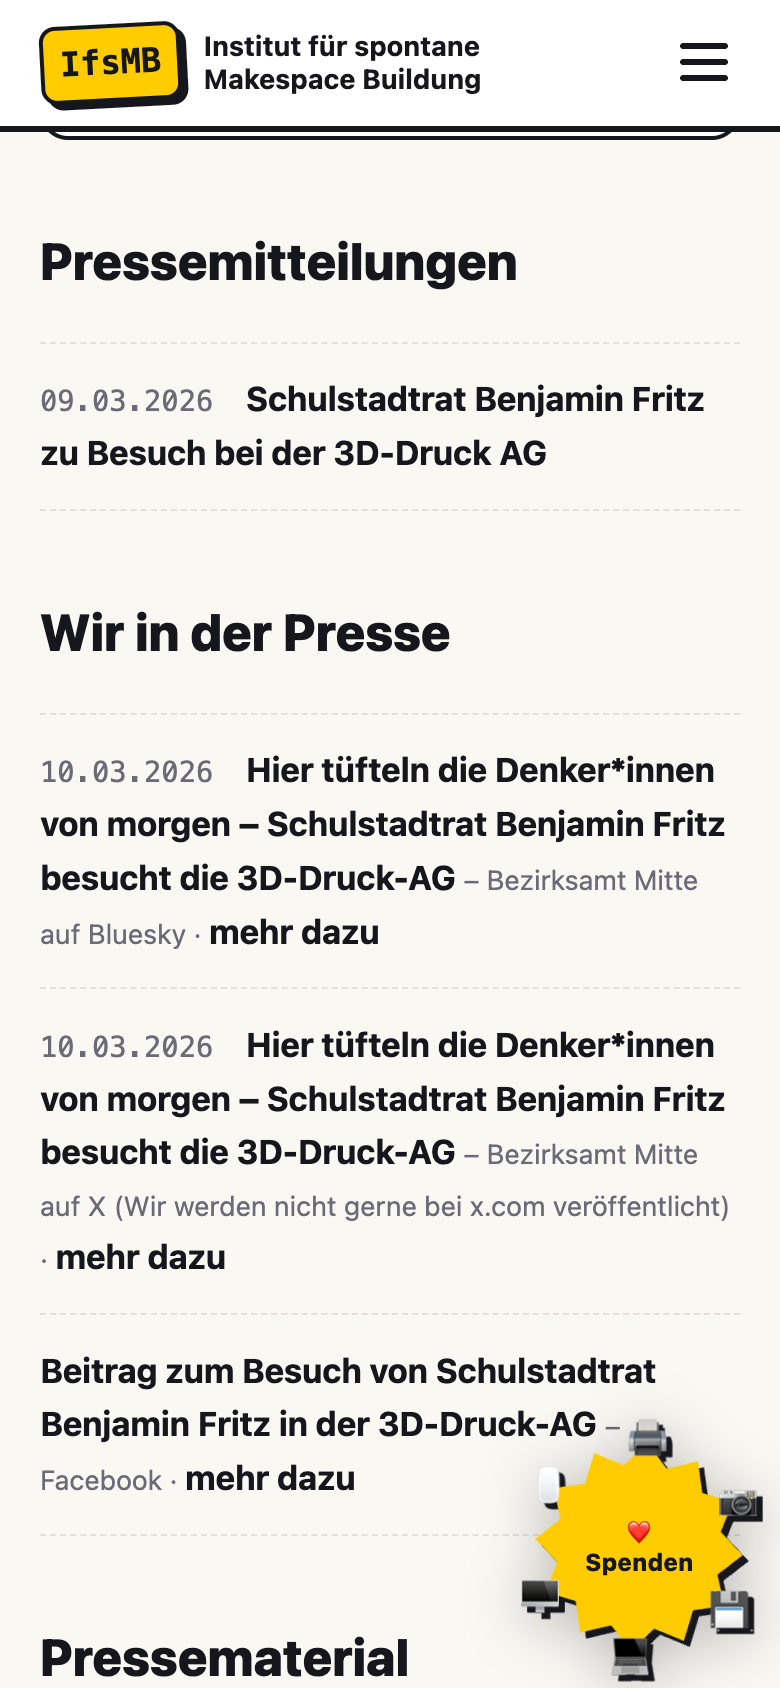 IfsMB
Institut für spontane
Makespace Buildung
Pressemitteilungen
09.03.2026 Schulstadtrat Benjamin Fritz
zu Besuch bei der 3D-Druck AG
Wir in der Presse
10.03.2026 Hier tüfteln die Denker*innen
von morgen – Schulstadtrat Benjamin Fritz
besucht die 3D-Druck-AG – Bezirksamt Mitte
auf Bluesky · mehr dazu
10.03.2026 Hier tüfteln die Denker*innen
von morgen – Schulstadtrat Benjamin Fritz
besucht die 3D-Druck-AG – Bezirksamt Mitte
auf X (Wir werden nicht gerne bei x.com veröffentlicht)
· mehr dazu
Beitrag zum Besuch von Schulstadtrat
Benjamin Fritz in der 3D-Druck-AG –
Facebook · mehr dazu
Spenden
Pressematerial